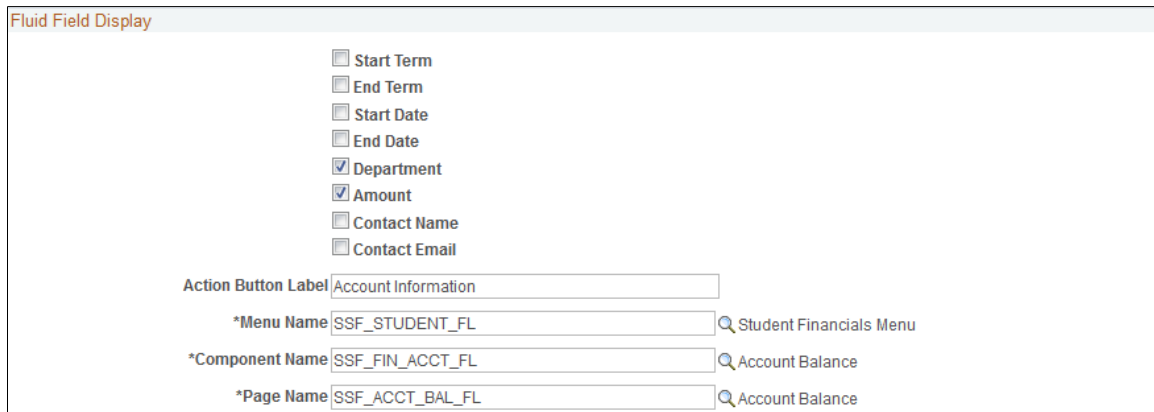 Fluid Field Display
Start Term
End Term
Start Date
End Date
Department
Amount
Contact Name
Contact Email
Action Button Label Account Information
*Menu Name SSF_STUDENT_FL Student Financials Menu
*Component Name SSF_FIN_ACCT_FL Account Balance
*Page Name SSF_ACCT_BAL_FL Account Balance